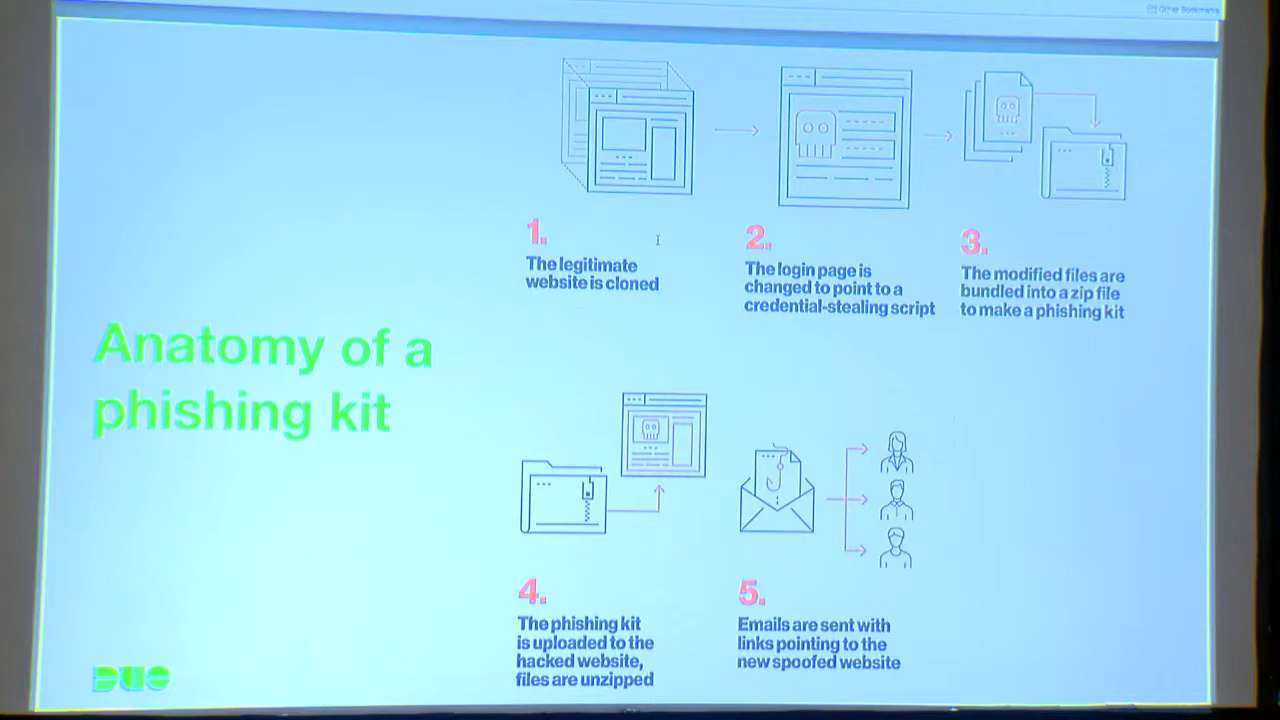 Other Bookmarks
Anatomy of a
phishing kit
1.
The legitimate
website is cloned
2.
The login page is
changed to point to a
credential-stealing script
3.
The modified files are
bundled into a zip file
to make a phishing kit
4.
The phishing kit
is uploaded to the
hacked website,
files are unzipped
5.
Emails are sent with
links pointing to the
new spoofed website
DUO